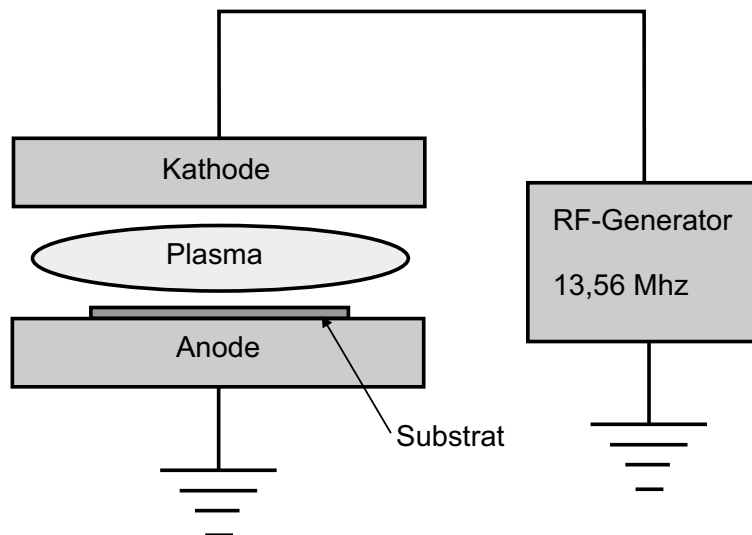 Kathode
RF-Generator
Plasma
13,56 Mhz
Anode
Substrat